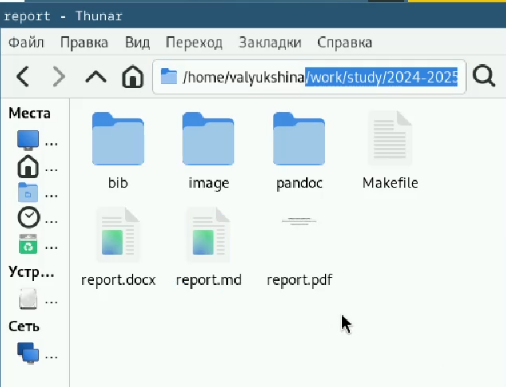 report - Thunar
Файл Правка Вид Переход Закладки Справка
/home/valyukshina/work/study/2024-2025
Места
...
...
...
...
...
Устр...
...
Сеть
...
bib image pandoc Makefile
report.docx report.md report.pdf